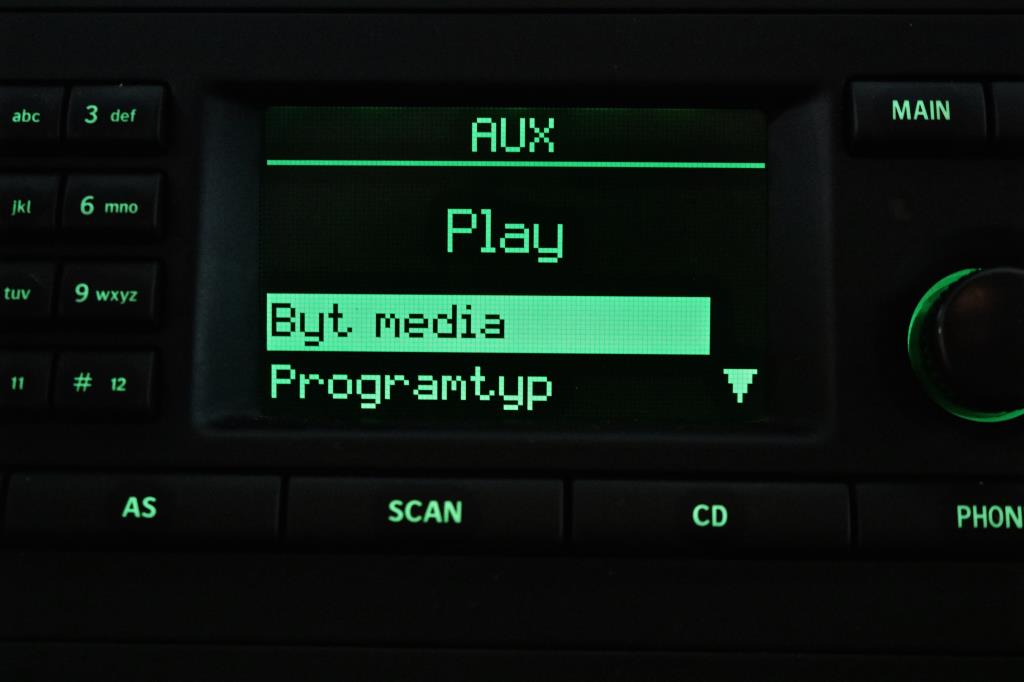 AUX
Play
Byt media
Programtyp
abc
3 def
jkl
6 mno
tuv
9 wxyz
11
# 12
MAIN
AS
SCAN
CD
PHON